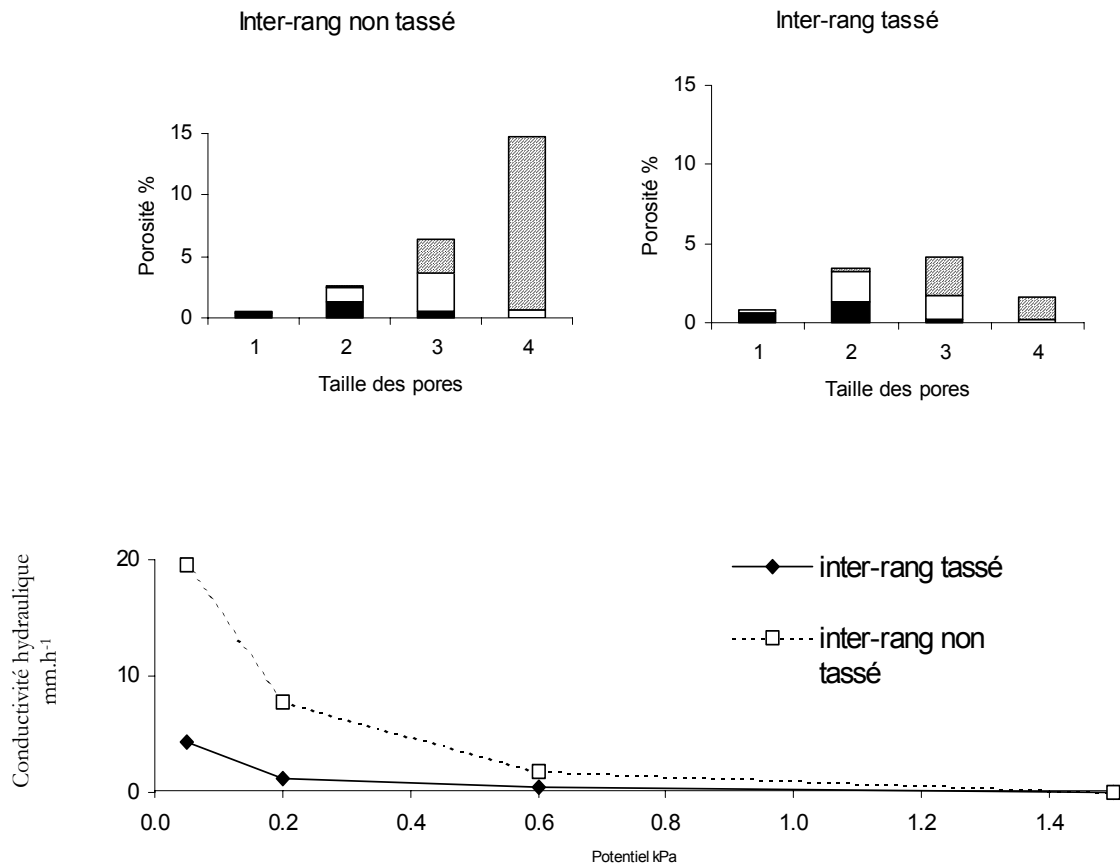 Inter-rang non tassé
Inter-rang tassé
15
10
5
0
Porosité %
1 2 3 4
Taille des pores
15
10
5
0
Porosité %
1 2 3 4
Taille des pores
Conductivité hydraulique
mm.h-1
20
10
0
inter-rang tassé
inter-rang non
tassé
0.0 0.2 0.4 0.6 0.8 1.0 1.2 1.4
Potentiel kPa